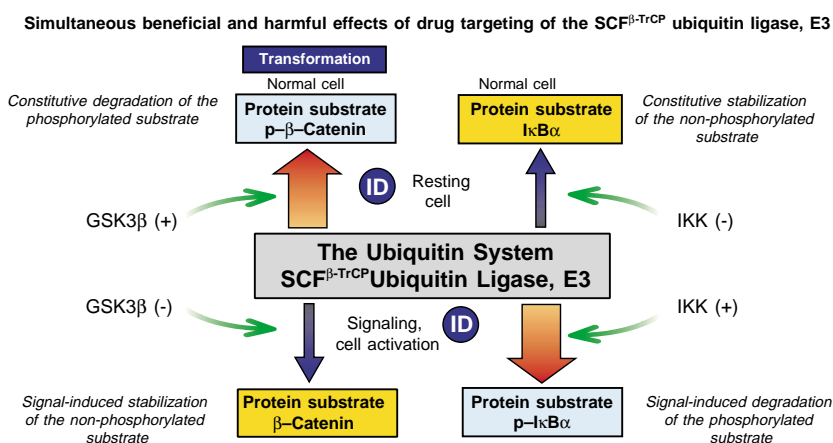 Simultaneous beneficial and harmful effects of drug targeting of the SCFβ-TrCP ubiquitin ligase, E3
Transformation
Normal cell
Normal cell
Constitutive degradation of the
phosphorylated substrate
Protein substrate
p–β–Catenin
Protein substrate
IκBα
Constitutive stabilization
of the non-phosphorylated
substrate
ID
Resting
cell
GSK3β (+)
IKK (-)
The Ubiquitin System
SCFβ-TrCPUbiquitin Ligase, E3
GSK3β (-)
IKK (+)
Signaling,
cell activation
ID
Signal-induced stabilization
of the non-phosphorylated
substrate
Protein substrate
β–Catenin
Protein substrate
p–IκBα
Signal-induced degradation
of the phosphorylated
substrate